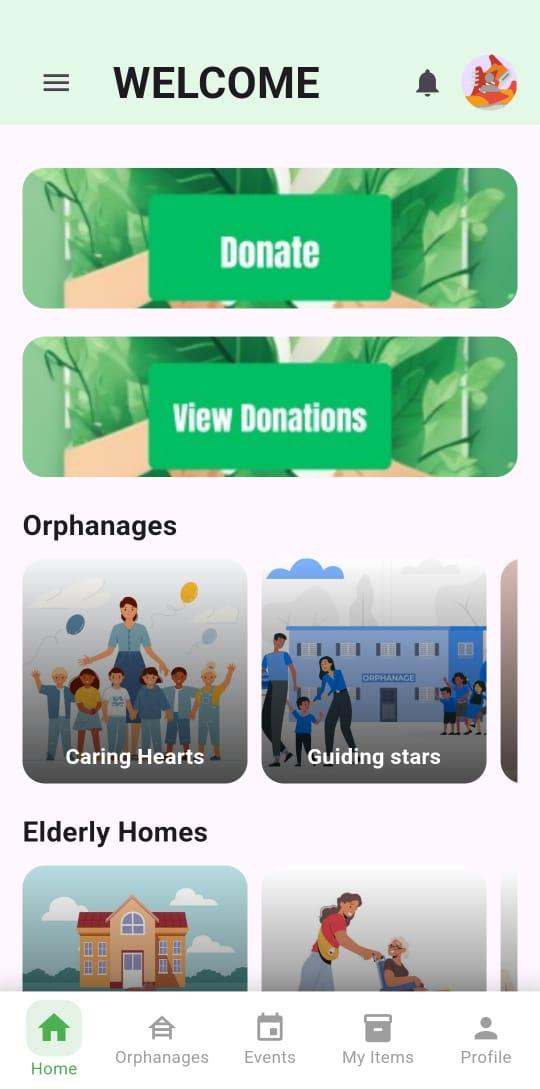 WELCOME
Donate
View Donations
Orphanages
ORPHANAGE
Caring Hearts
Guiding stars
Elderly Homes
Home
Orphanages
Events
My Items
Profile